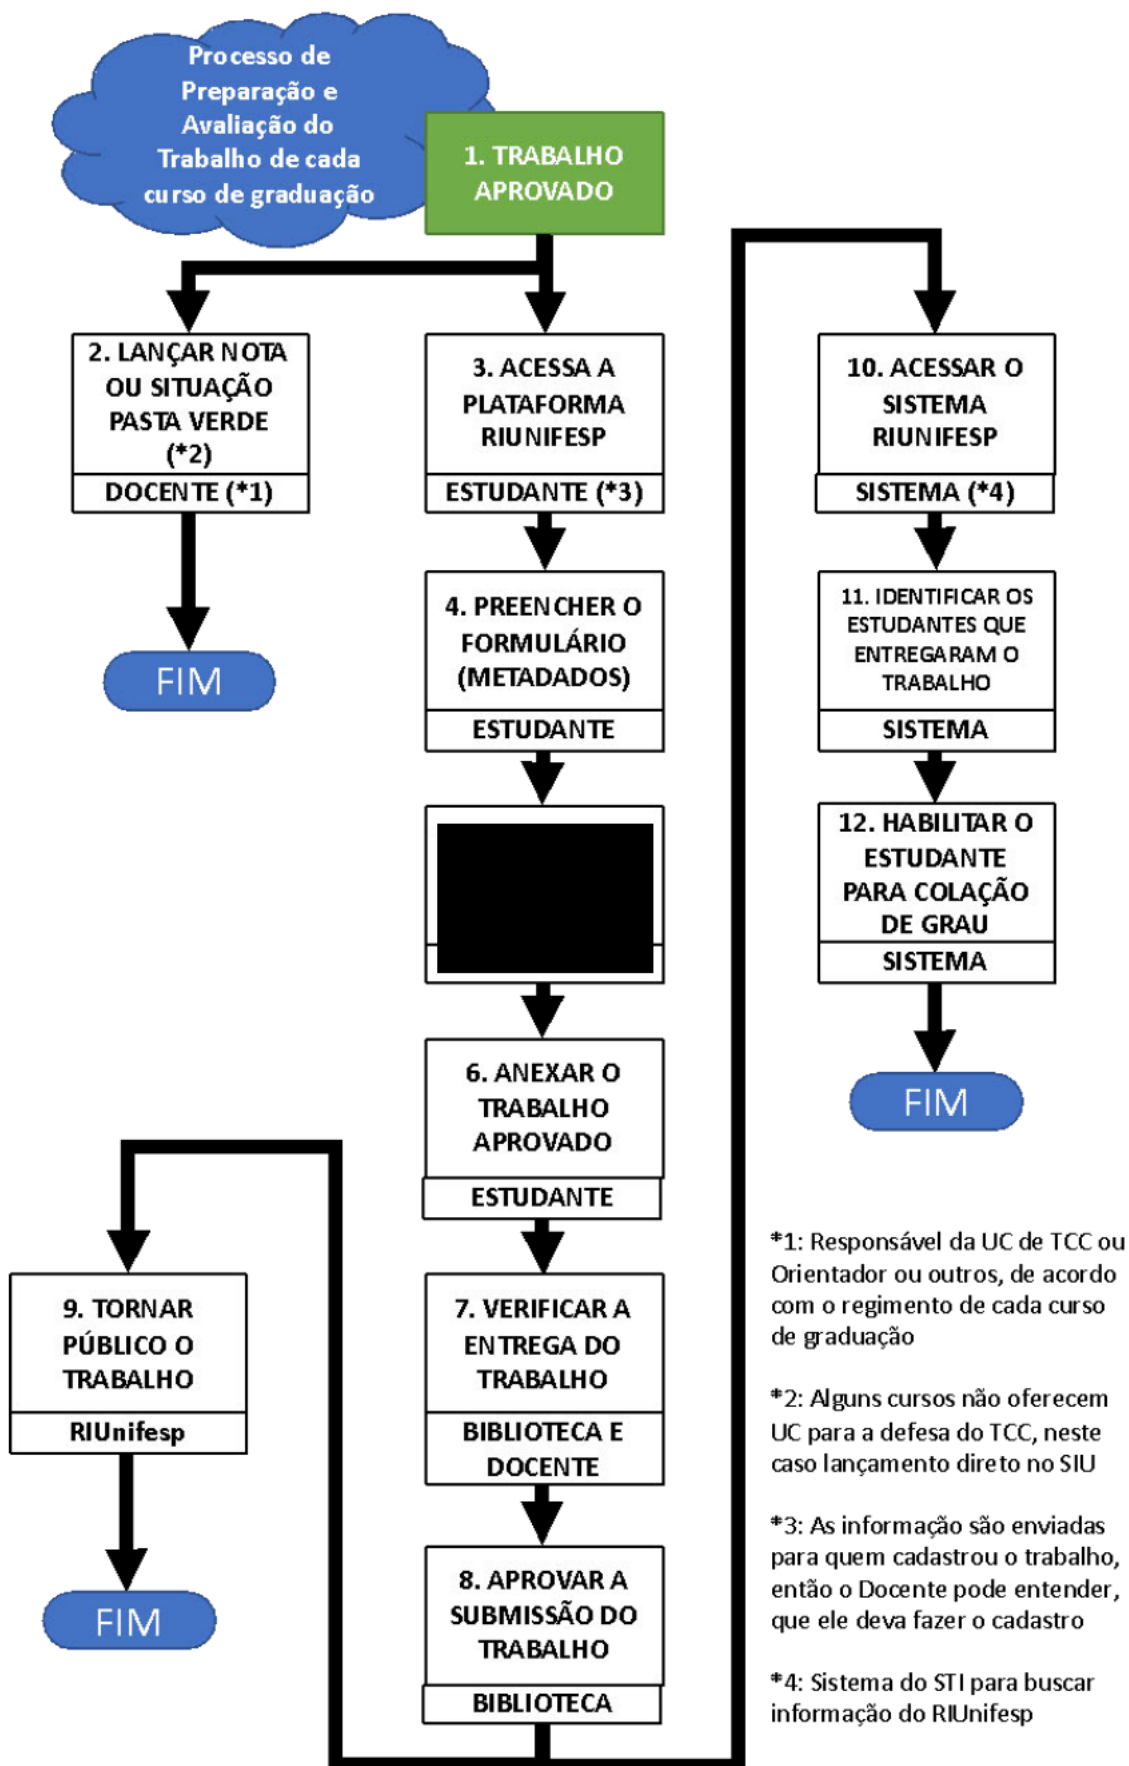 Processo de
Preparação e
Avaliação do
Trabalho de cada
curso de graduação
1. TRABALHO
APROVADO
2. LANÇAR NOTA
OU SITUAÇÃO
PASTA VERDE
(*2)
DOCENTE (*1)
FIM
3. ACESSA A
PLATAFORMA
RIUNIFESP
ESTUDANTE (*3)
4. PREENCHER O
FORMULÁRIO
(METADADOS)
ESTUDANTE
6. ANEXAR O
TRABALHO
APROVADO
ESTUDANTE
7. VERIFICAR A
ENTREGA DO
TRABALHO
BIBLIOTECA E
DOCENTE
8. APROVAR A
SUBMISSÃO DO
TRABALHO
BIBLIOTECA
9. TORNAR
PÚBLICO O
TRABALHO
RIUnifesp
FIM
10. ACESSAR O
SISTEMA
RIUNIFESP
SISTEMA (*4)
11. IDENTIFICAR OS
ESTUDANTES QUE
ENTREGARAM O
TRABALHO
SISTEMA
12. HABILITAR O
ESTUDANTE
PARA COLAÇÃO
DE GRAU
SISTEMA
FIM
*1: Responsável da UC de TCC ou
Orientador ou outros, de acordo
com o regimento de cada curso
de graduação
*2: Alguns cursos não oferecem
UC para a defesa do TCC, neste
caso lançamento direto no SIU
*3: As informação são enviadas
para quem cadastrou o trabalho,
então o Docente pode entender,
que ele deva fazer o cadastro
*4: Sistema do STI para buscar
informação do RIUnifesp